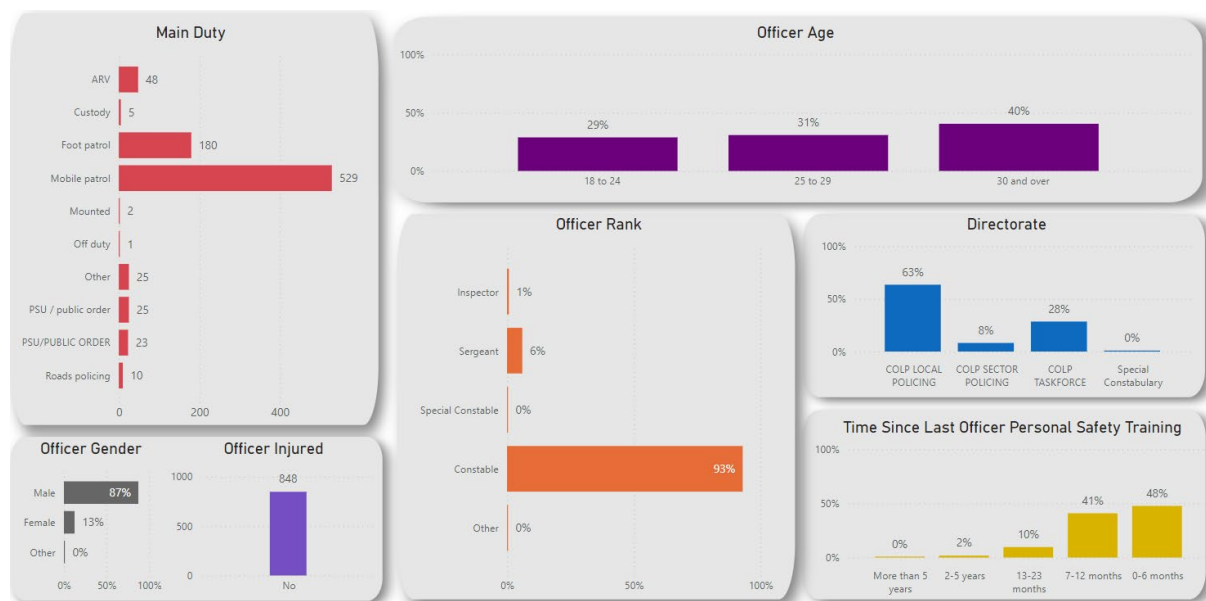 Main Duty
ARV 48
Custody 5
Foot patrol 180
Mobile patrol 529
Mounted 2
Off duty 1
Other 25
PSU / public order 25
PSU/PUBLIC ORDER 23
Roads policing 10
0 200 400
Officer Age
100%
50%
0%
29% 31% 40%
18 to 24 25 to 29 30 and over
Officer Gender
Male 87%
Female 13%
Other 0%
0% 50% 100%
Officer Injured
1000
500
0
848
No
Officer Rank
Inspector 1%
Sergeant 6%
Special Constable 0%
Constable 93%
Other 0%
0% 50% 100%
Directorate
100%
50%
0%
63% 8% 28% 0%
COLP LOCAL POLICING
COLP SECTOR POLICING
COLP TASKFORCE
Special Constabulary
Time Since Last Officer Personal Safety Training
100%
50%
0%
0% 2% 10% 41% 48%
More than 5 years
2-5 years
13-23 months
7-12 months
0-6 months